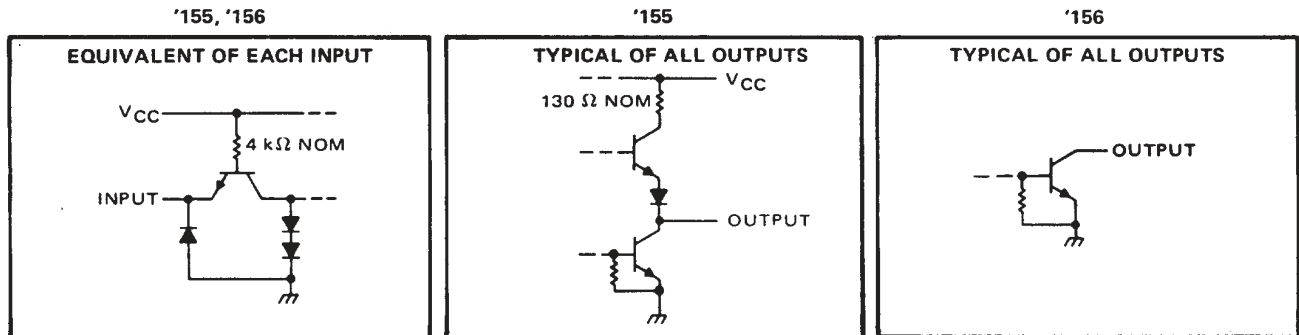 '155, '156
EQUIVALENT OF EACH INPUT
VCC
4 kΩ NOM
INPUT
'155
TYPICAL OF ALL OUTPUTS
VCC
130 Ω NOM
OUTPUT
'156
TYPICAL OF ALL OUTPUTS
OUTPUT